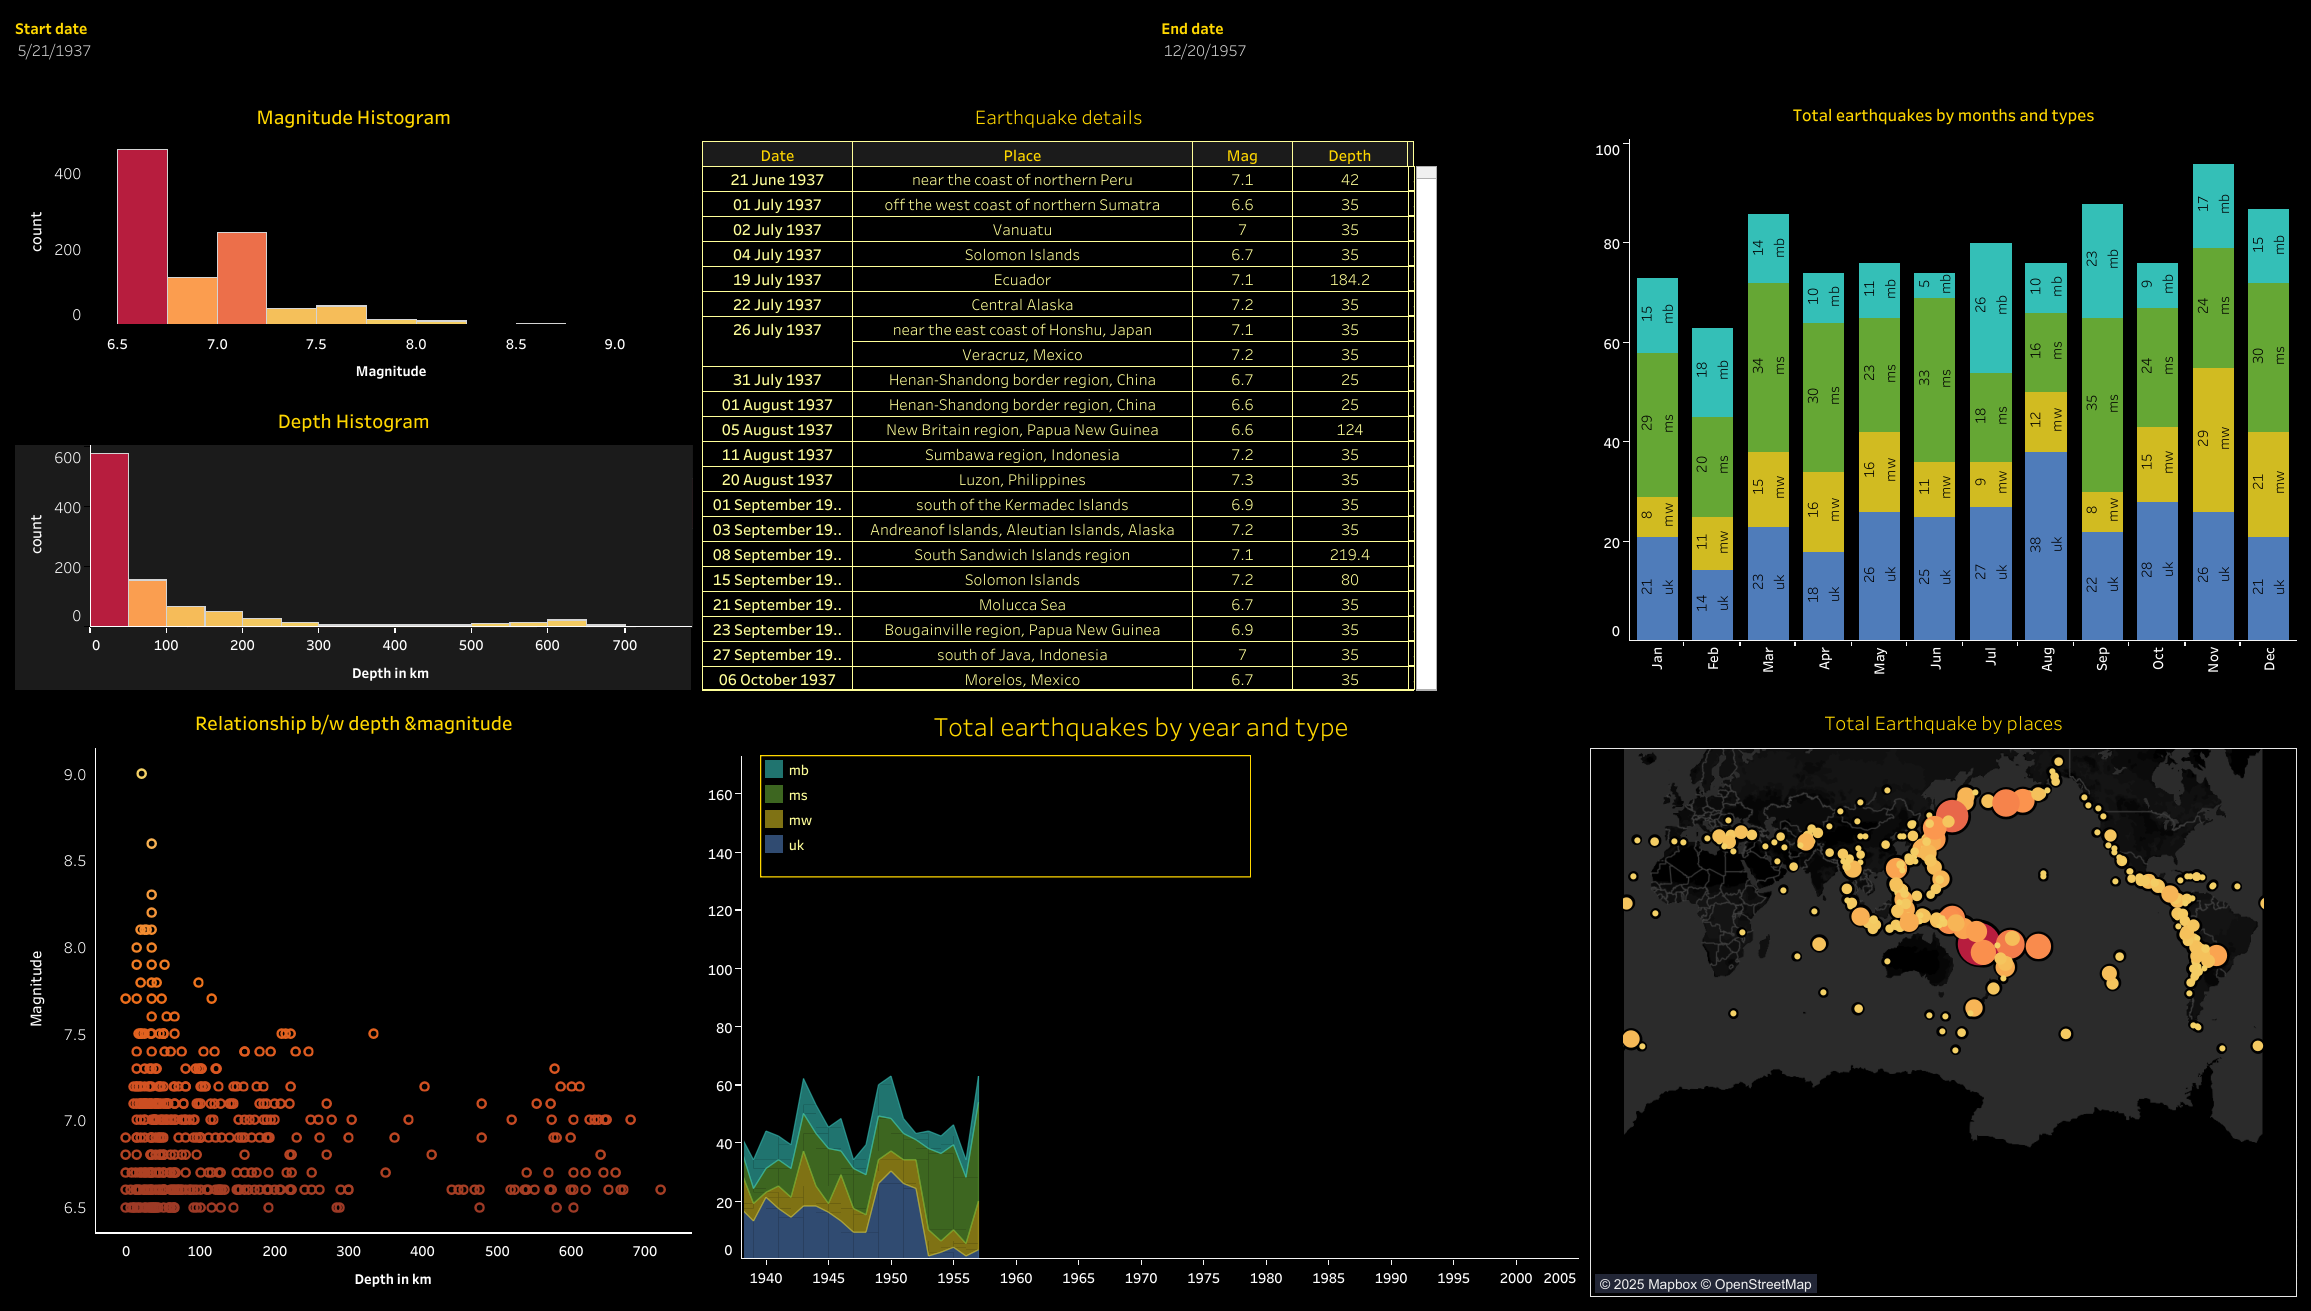 Start date
5/21/1937
End date
12/20/1957
Magnitude Histogram
count
400
200
0
6.5 7.0 7.5 8.0 8.5 9.0
Magnitude
Depth Histogram
count
600
400
200
0
0 100 200 300 400 500 600 700
Depth in km
Earthquake details
Date Place Mag Depth
21 June 1937 near the coast of northern Peru 7.1 42
01 July 1937 off the west coast of northern Sumatra 6.6 35
02 July 1937 Vanuatu 7 35
04 July 1937 Solomon Islands 6.7 35
19 July 1937 Ecuador 7.1 184.2
22 July 1937 Central Alaska 7.2 35
26 July 1937 near the east coast of Honshu, Japan 7.1 35
Veracruz, Mexico 7.2 35
31 July 1937 Henan-Shandong border region, China 6.7 25
01 August 1937 Henan-Shandong border region, China 6.6 25
05 August 1937 New Britain region, Papua New Guinea 6.6 124
11 August 1937 Sumbawa region, Indonesia 7.2 35
20 August 1937 Luzon, Philippines 7.3 35
01 September 19.. south of the Kermadec Islands 6.9 35
03 September 19.. Andreanof Islands, Aleutian Islands, Alaska 7.2 35
08 September 19.. South Sandwich Islands region 7.1 219.4
15 September 19.. Solomon Islands 7.2 80
21 September 19.. Molucca Sea 6.7 35
23 September 19.. Bougainville region, Papua New Guinea 6.9 35
27 September 19.. south of Java, Indonesia 7 35
06 October 1937 Morelos, Mexico 6.7 35
Total earthquakes by months and types
100
80
60
40
20
0
15 mb
29 ms
8 mw
21 uk
18 mb
20 ms
11 mw
14 uk
14 mb
34 ms
15 mw
23 uk
10 mb
30 ms
16 mw
18 uk
11 mb
23 ms
16 mw
26 uk
5 mb
33 ms
11 mw
25 uk
26 mb
18 ms
9 mw
27 uk
10 mb
16 ms
12 mw
38 uk
23 mb
35 ms
8 mw
22 uk
9 mb
24 ms
15 mw
28 uk
17 mb
24 ms
29 mw
26 uk
15 mb
30 ms
21 mw
21 uk
Jan Feb Mar Apr May Jun Jul Aug Sep Oct Nov Dec
Relationship b/w depth &magnitude
Magnitude
9.0
8.5
8.0
7.5
7.0
6.5
0 100 200 300 400 500 600 700
Depth in km
Total earthquakes by year and type
mb
ms
mw
uk
160
140
120
100
80
60
40
20
0
1940 1945 1950 1955 1960 1965 1970 1975 1980 1985 1990 1995 2000 2005
Total Earthquake by places
© 2025 Mapbox © OpenStreetMap